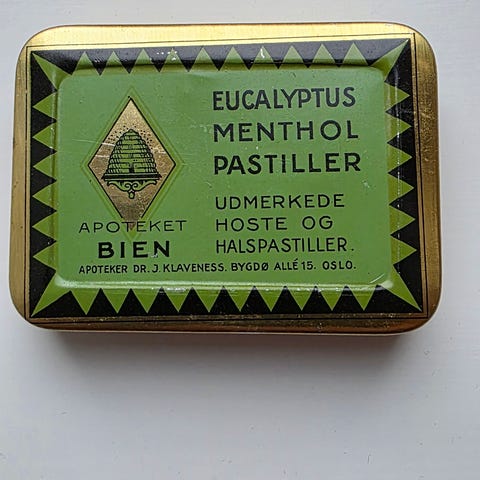 EUCALYPTUS
MENTHOL
PASTILLER
UDMERKEDE
HOSTE OG
HALSPASTILLER.
APOTEKET
BIEN
APOTEKER DR. J. KLAVENESS. BYGDØ ALLÉ 15. OSLO.